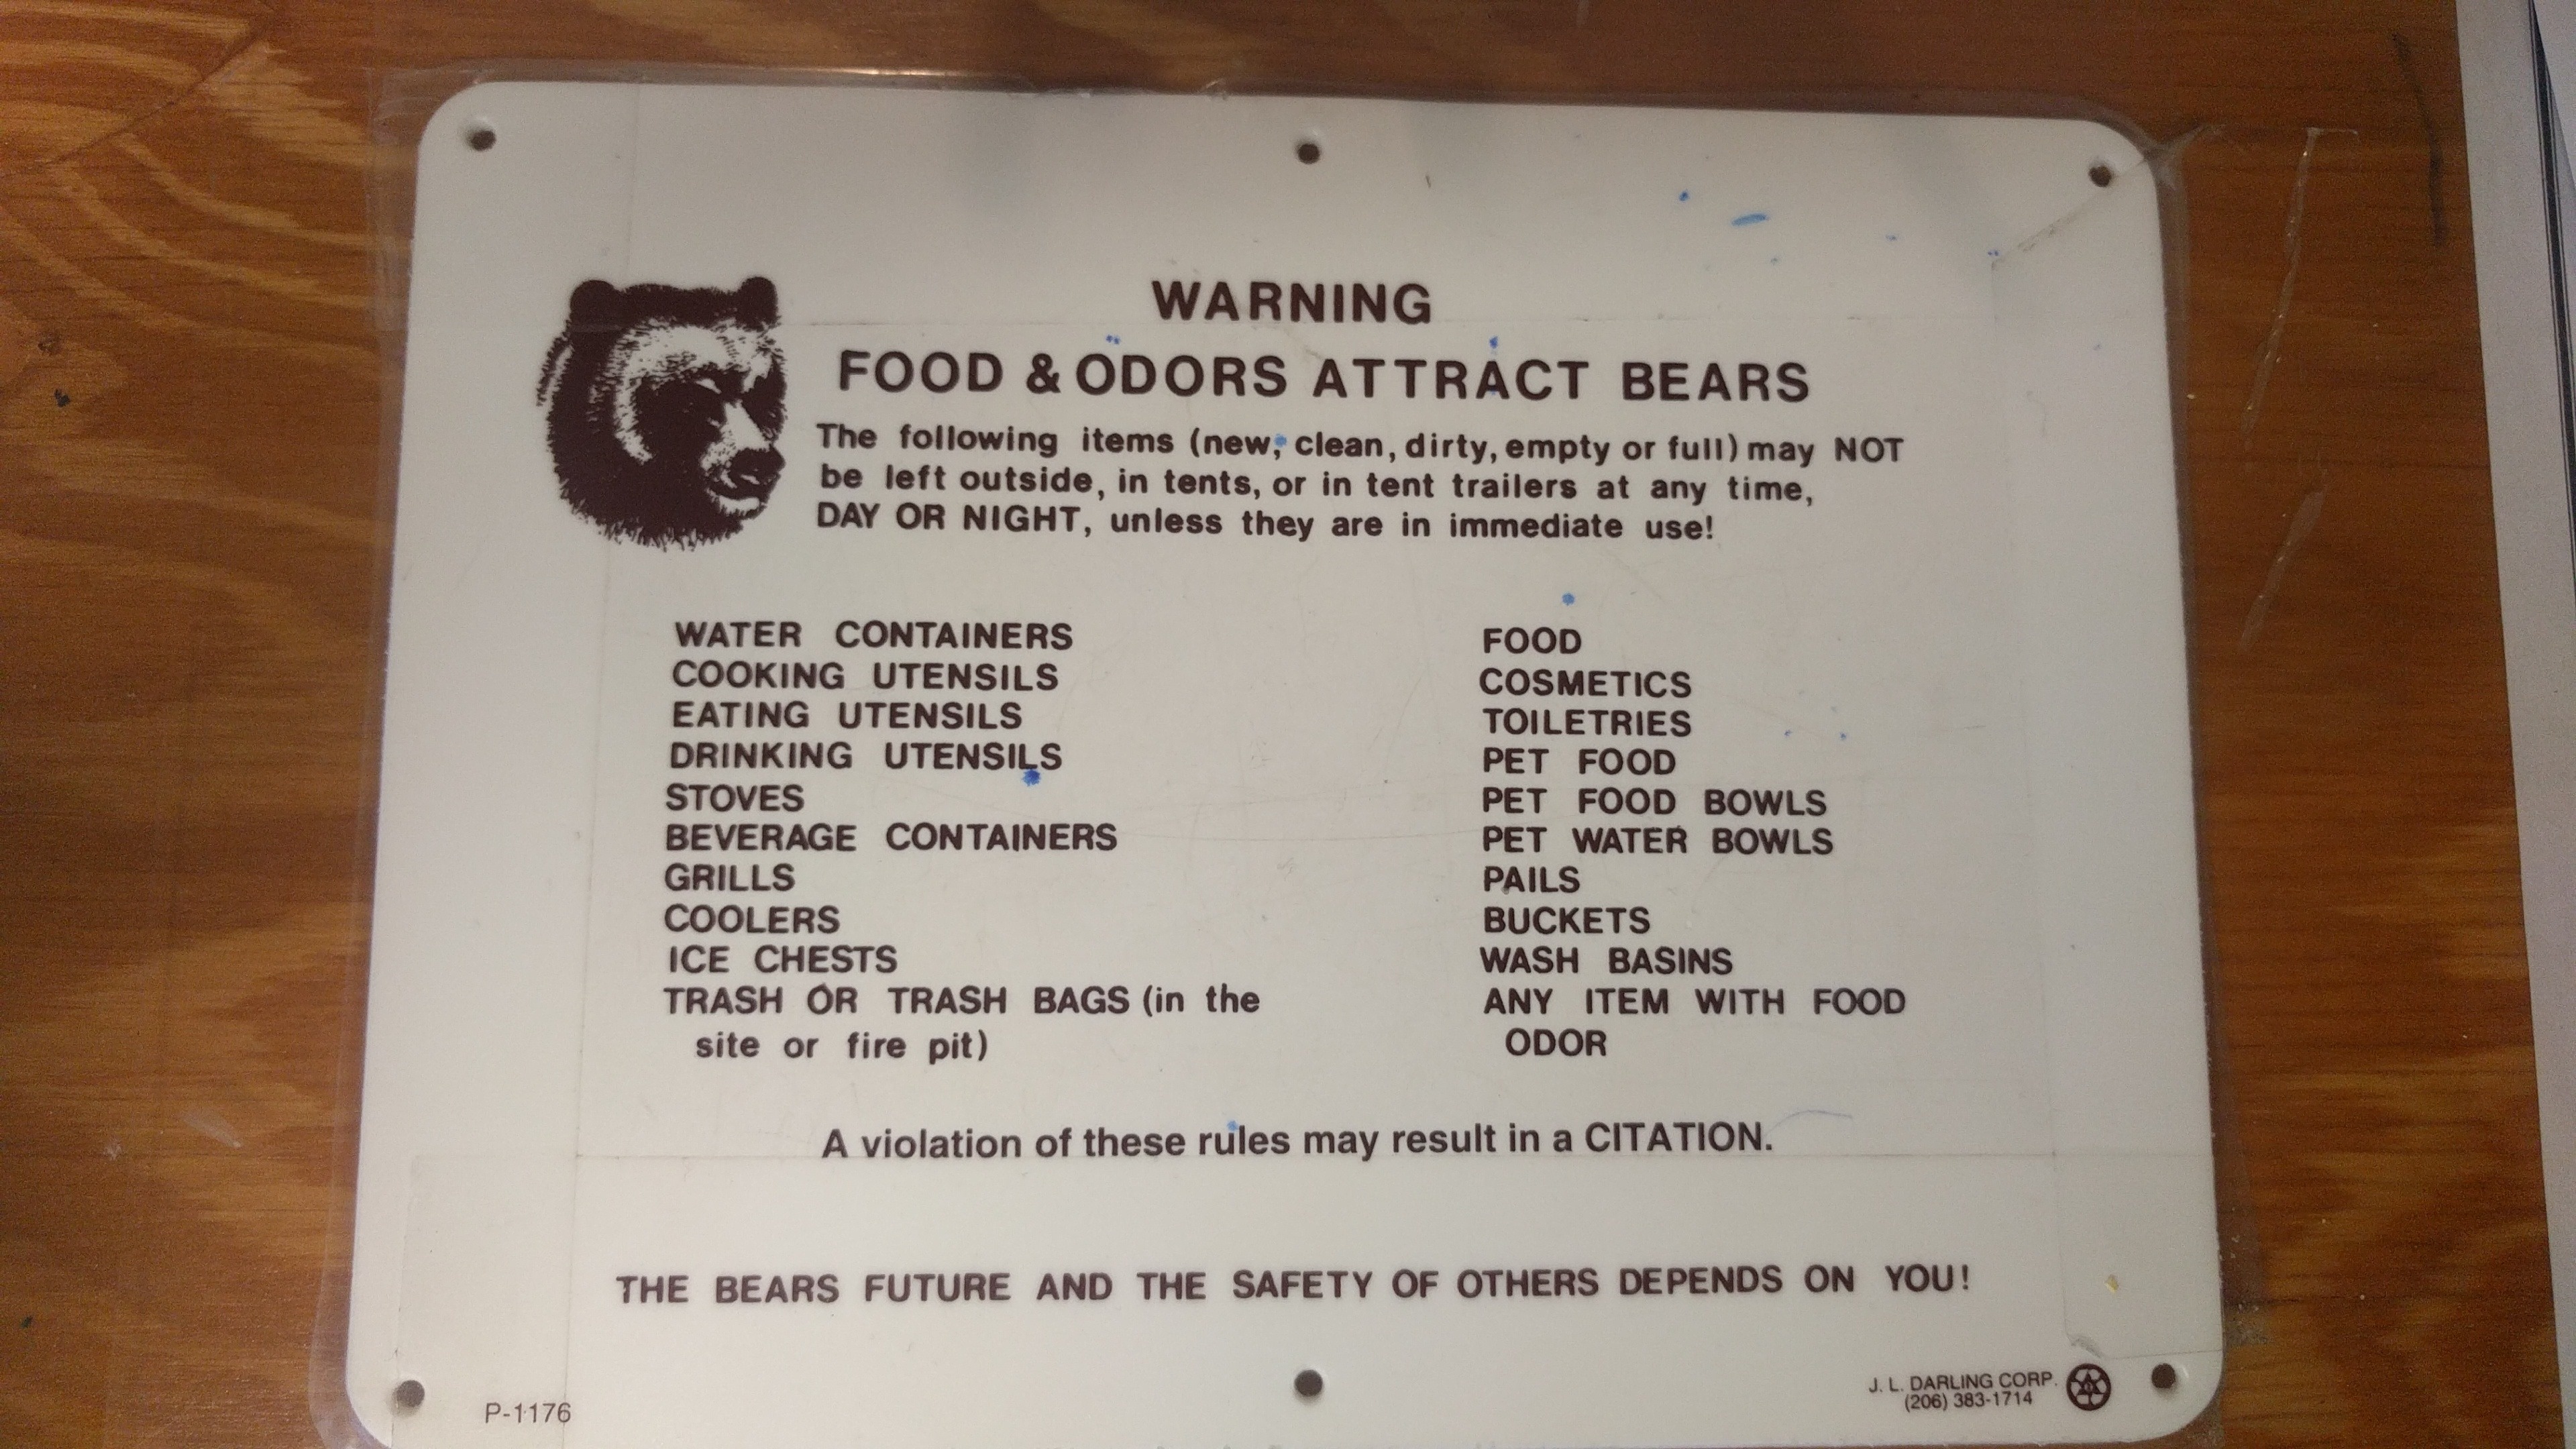 WARNING
FOOD & ODORS ATTRACT BEARS
The following items (new, clean, dirty, empty or full) may NOT
be left outside, in tents, or in tent trailers at any time,
DAY OR NIGHT, unless they are in immediate use!
WATER CONTAINERS
COOKING UTENSILS
EATING UTENSILS
DRINKING UTENSILS
STOVES
BEVERAGE CONTAINERS
GRILLS
COOLERS
ICE CHESTS
TRASH OR TRASH BAGS (in the
site or fire pit)
FOOD
COSMETICS
TOILETRIES
PET FOOD
PET FOOD BOWLS
PET WATER BOWLS
PAILS
BUCKETS
WASH BASINS
ANY ITEM WITH FOOD
ODOR
A violation of these rules may result in a CITATION.
THE BEARS FUTURE AND THE SAFETY OF OTHERS DEPENDS ON YOU!
P-1176
J. L. DARLING CORP.
(206) 383-1714